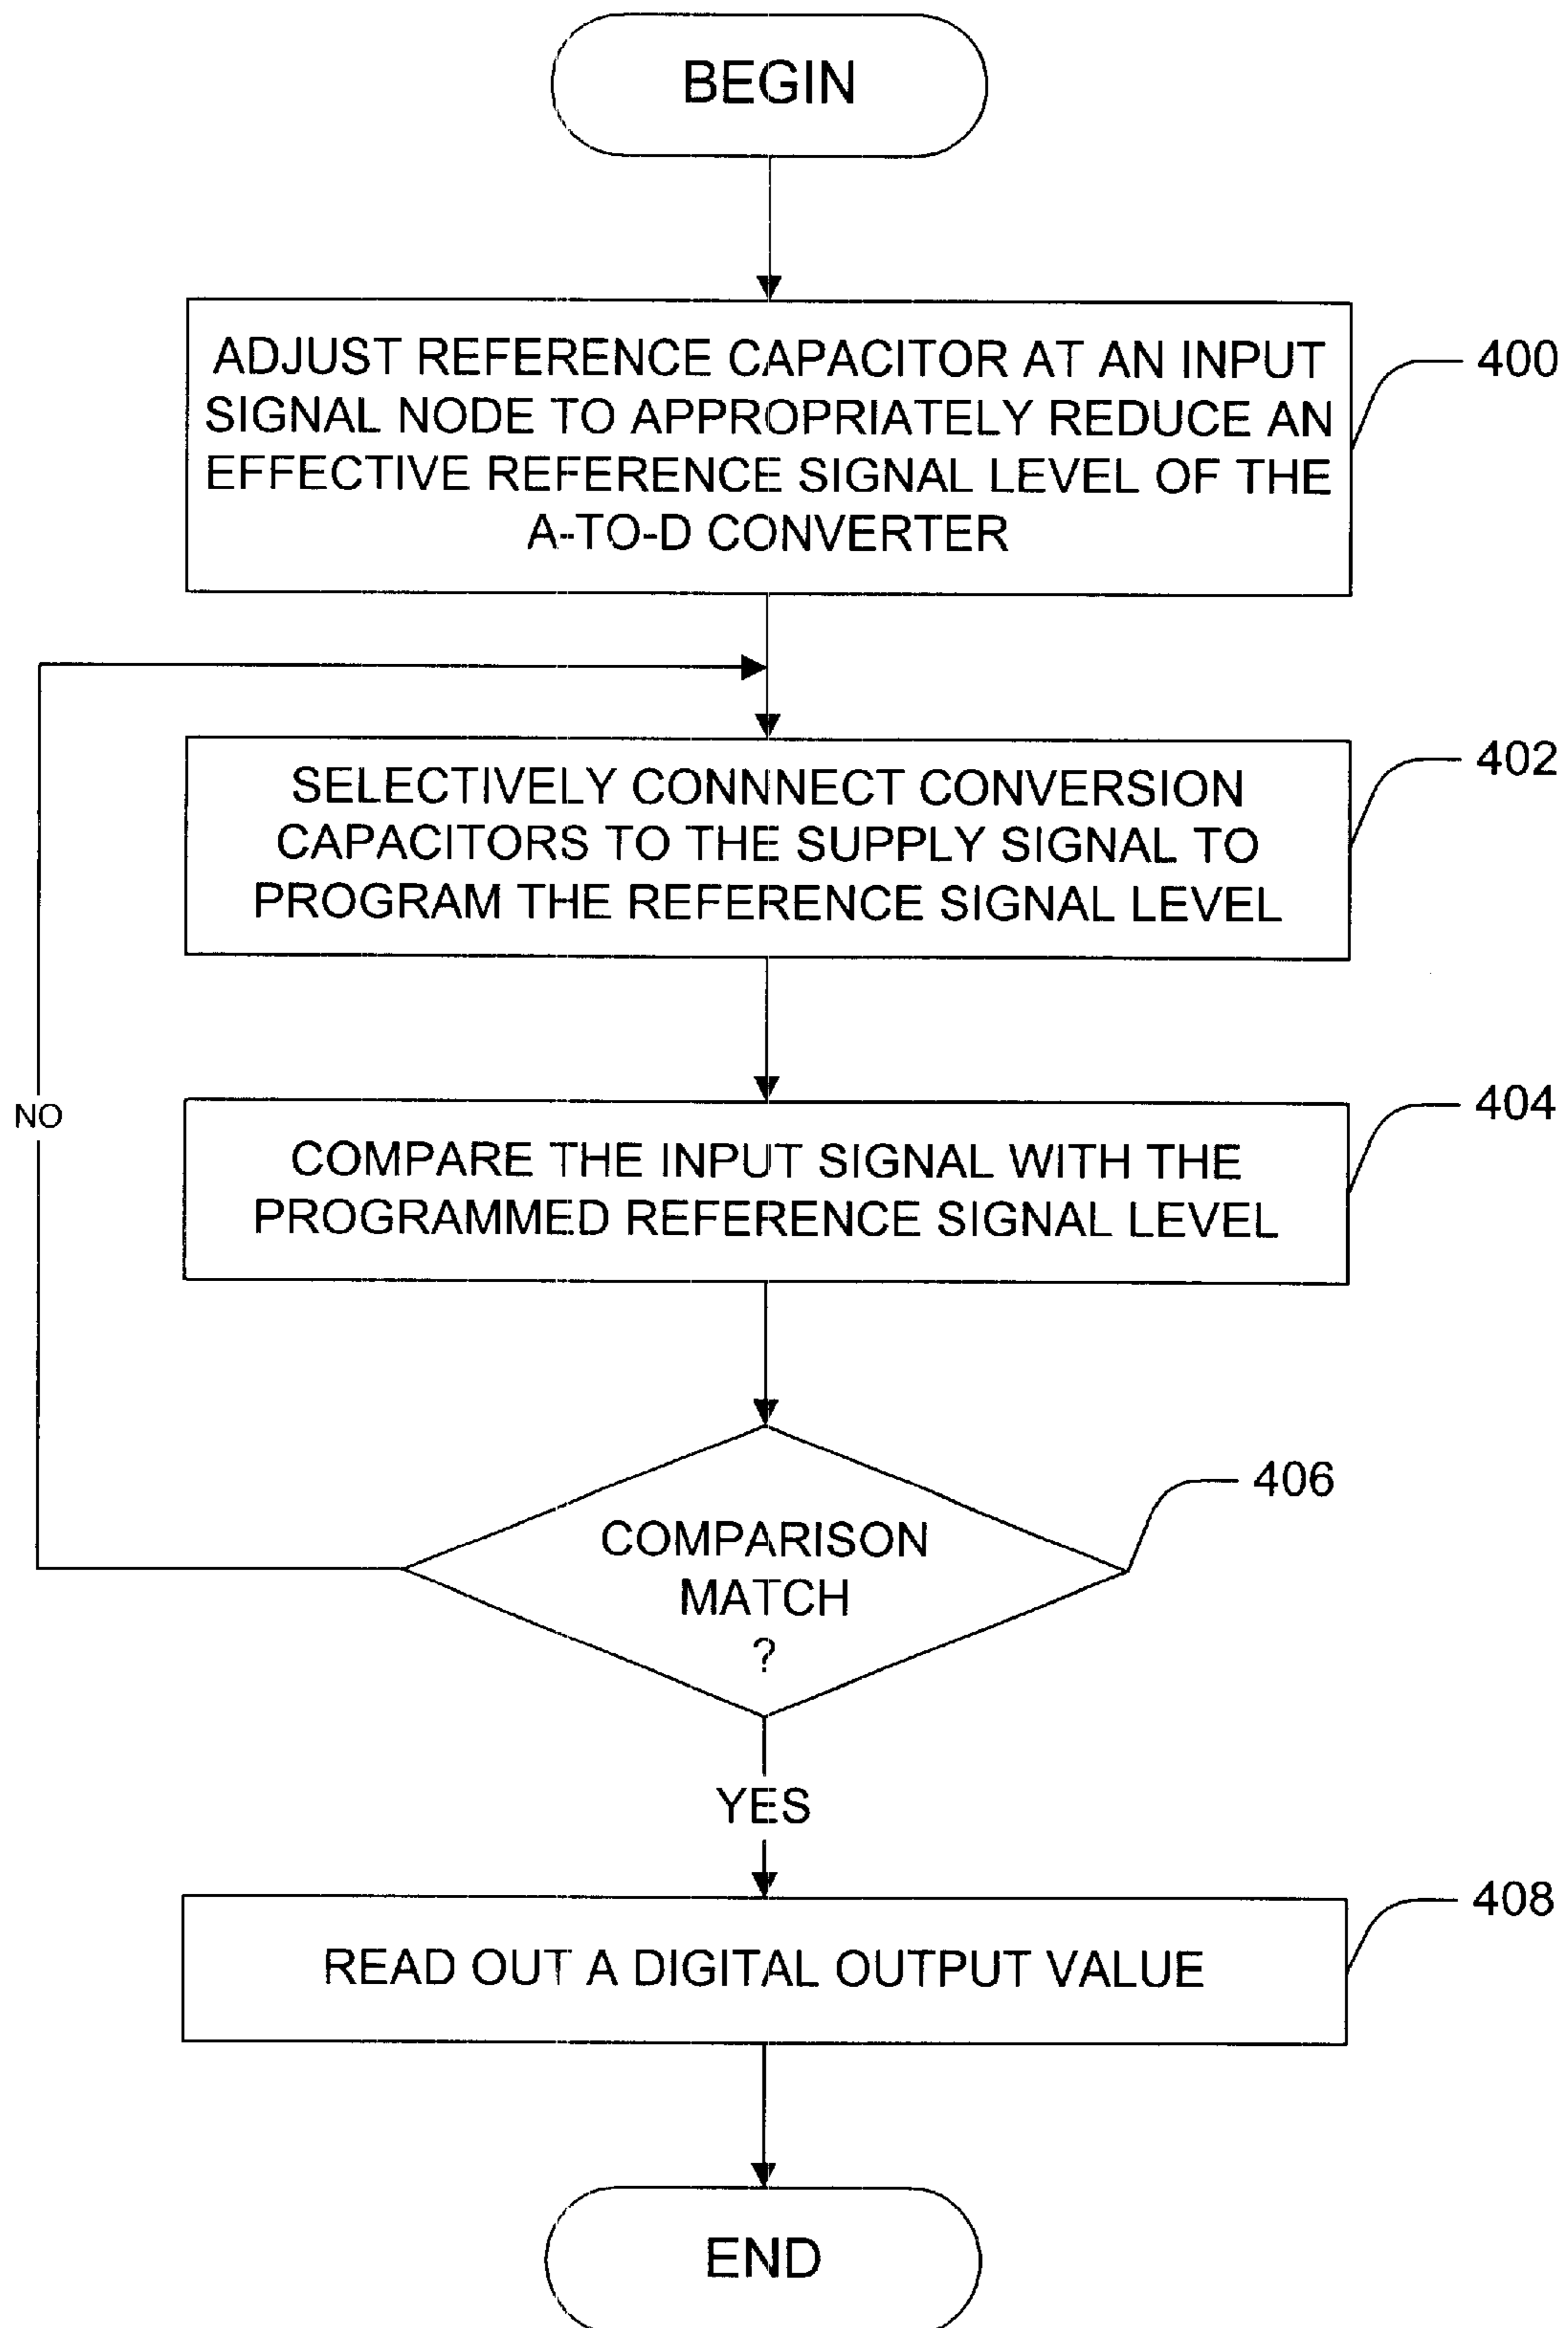 BEGIN
ADJUST REFERENCE CAPACITOR AT AN INPUT
SIGNAL NODE TO APPROPRIATELY REDUCE AN
EFFECTIVE REFERENCE SIGNAL LEVEL OF THE
A-TO-D CONVERTER
400
SELECTIVELY CONNNECT CONVERSION
CAPACITORS TO THE SUPPLY SIGNAL TO
PROGRAM THE REFERENCE SIGNAL LEVEL
402
COMPARE THE INPUT SIGNAL WITH THE
PROGRAMMED REFERENCE SIGNAL LEVEL
404
NO
COMPARISON
MATCH
?
406
YES
READ OUT A DIGITAL OUTPUT VALUE
408
END